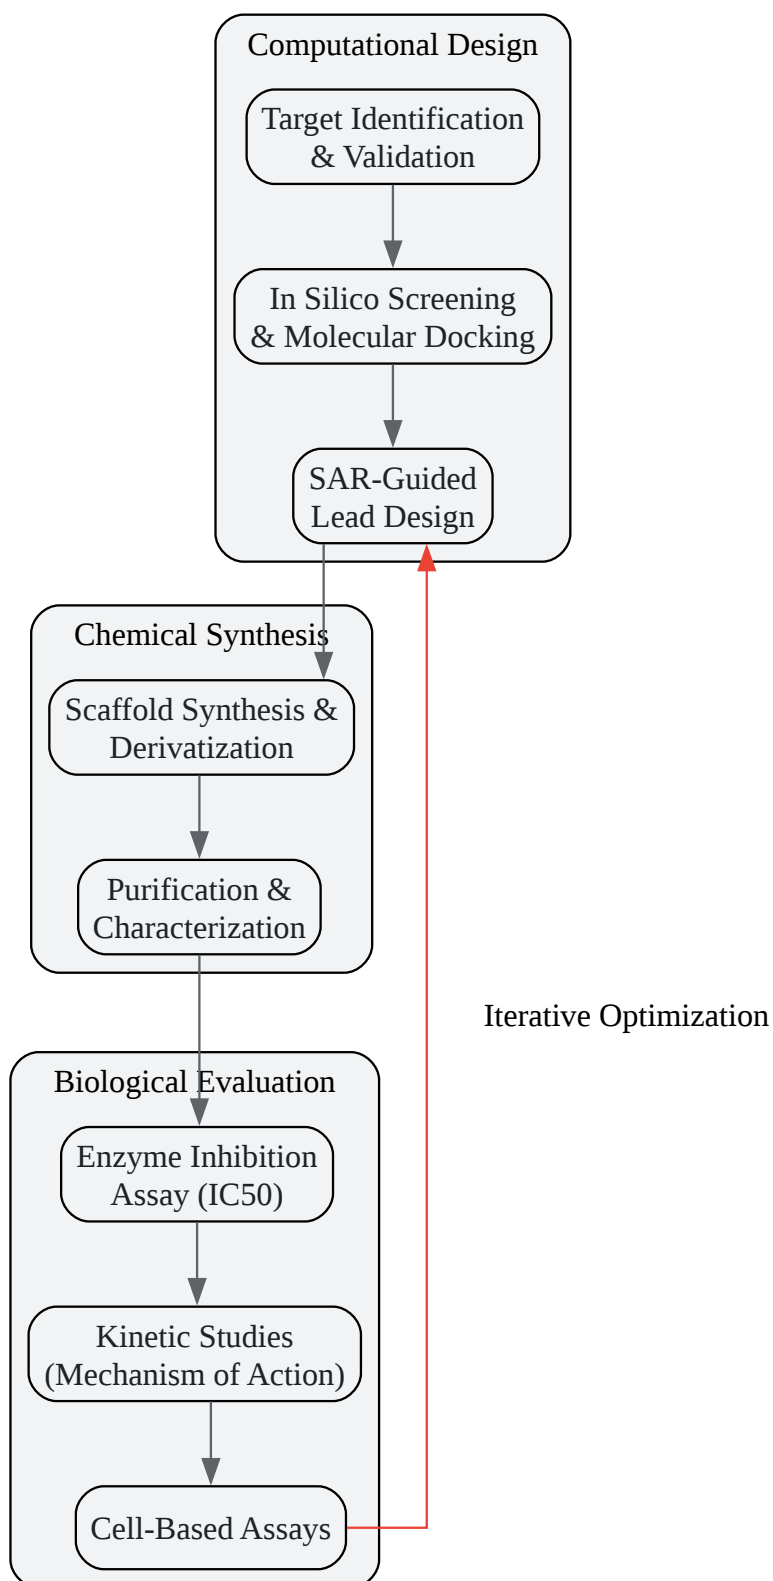 Computational Design
Target Identification
& Validation
In Silico Screening
& Molecular Docking
SAR-Guided
Lead Design
Chemical Synthesis
Scaffold Synthesis &
Derivatization
Purification &
Characterization
Iterative Optimization
Biological Evaluation
Enzyme Inhibition
Assay (IC50)
Kinetic Studies
(Mechanism of Action)
Cell-Based Assays